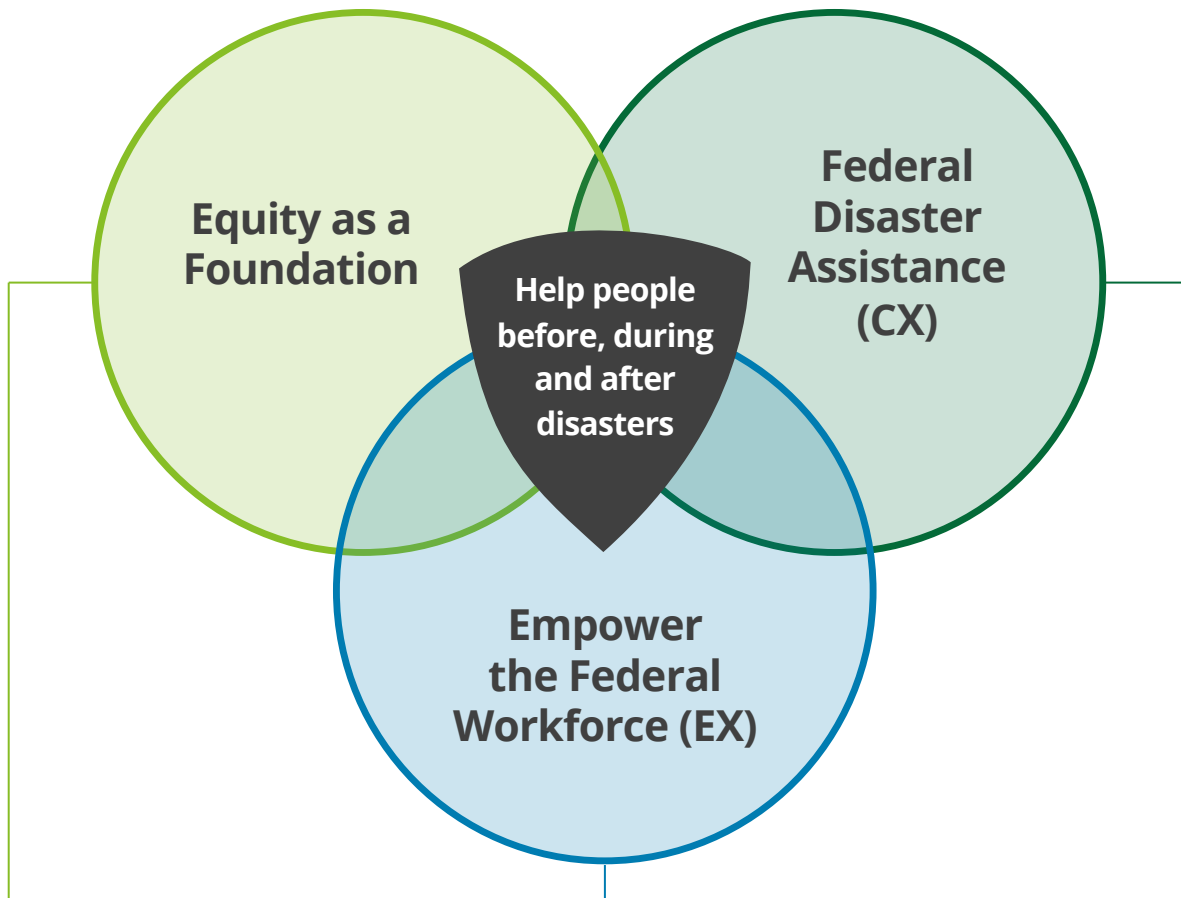 Equity as a
Foundation
Federal
Disaster
Assistance
(CX)
Help people
before, during
and after
disasters
Empower
the Federal
Workforce (EX)